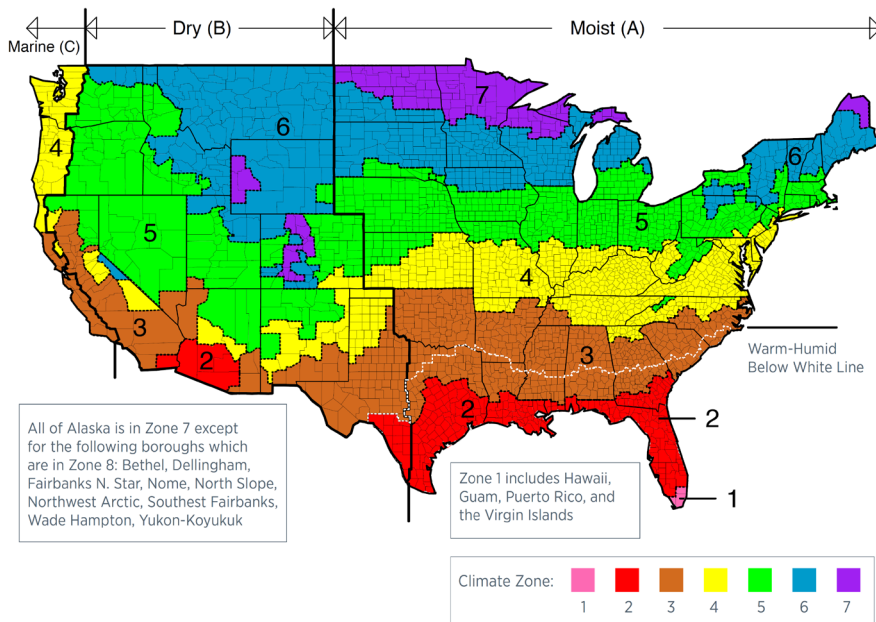 Marine (C)
Dry (B)
Moist (A)
7
6
4
6
5
5
4
3
3
2
2
2
1
Warm-Humid
Below White Line
All of Alaska is in Zone 7 except
for the following boroughs which
are in Zone 8: Bethel, Dellingham,
Fairbanks N. Star, Nome, North Slope,
Northwest Arctic, Southest Fairbanks,
Wade Hampton, Yukon-Koyukuk
Zone 1 includes Hawaii,
Guam, Puerto Rico, and
the Virgin Islands
Climate Zone:
1 2 3 4 5 6 7